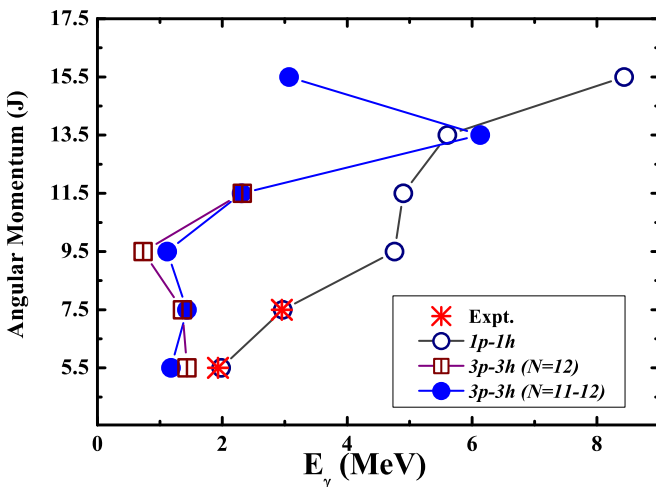 17.5
15.5
13.5
11.5
9.5
7.5
5.5
Angular Momentum (J)
Expt.
1p-1h
3p-3h (N=12)
3p-3h (N=11-12)
0 2 4 6 8
Eγ (MeV)